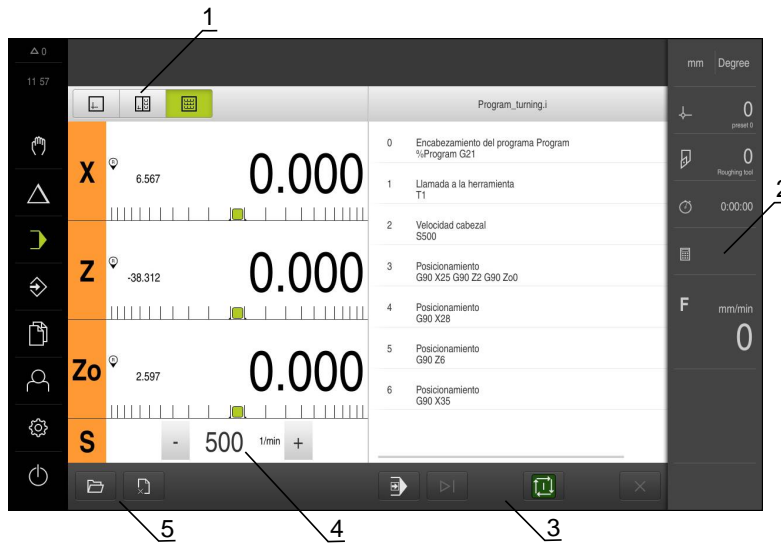 1
△ 0
11 57
mm Degree
Program_turning.i
0
preset 0
0
Roughing tool
0:00:00
2
F mm/min
0
X R 6.567 0.000
Z R -38.312 0.000
Zo R 2.597 0.000
S - 500 1/min +
0 Encabezamiento del programa Program
%Program G21
1 Llamada a la herramienta
T1
2 Velocidad cabezal
S500
3 Posicionamiento
G90 X25 G90 Z2 G90 Zo0
4 Posicionamiento
G90 X28
5 Posicionamiento
G90 Z6
6 Posicionamiento
G90 X35
5
4
3